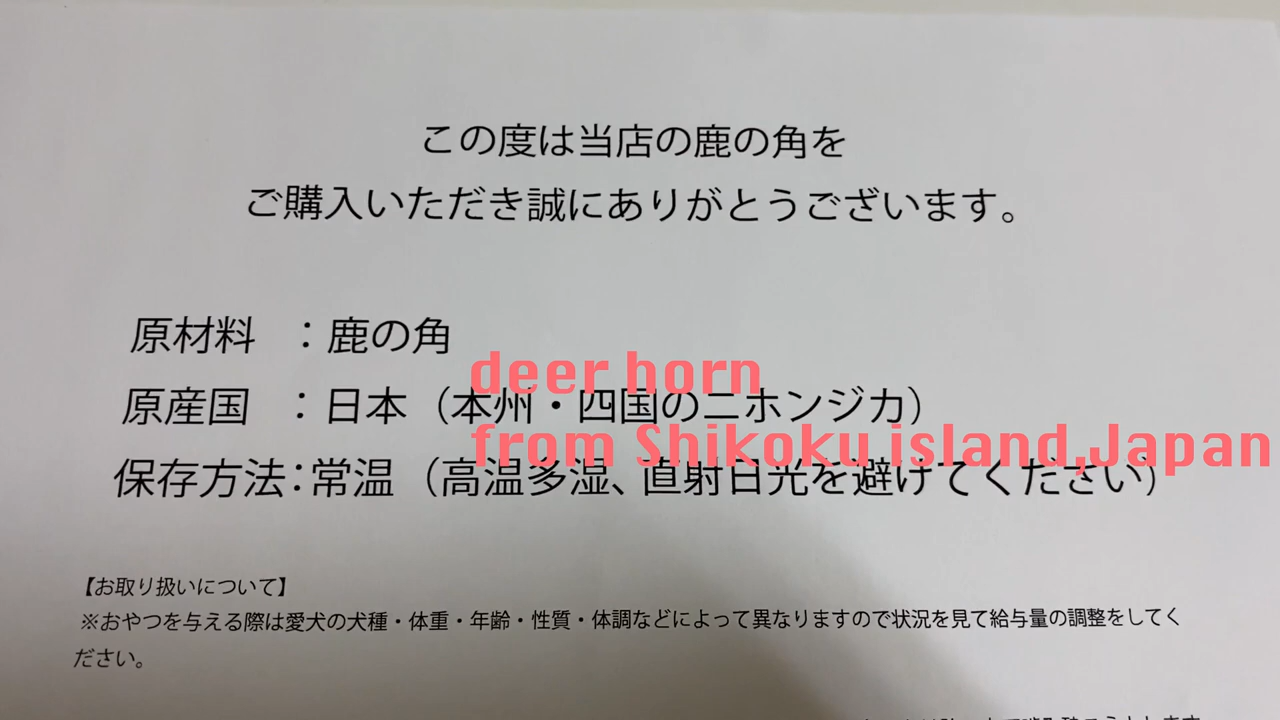 この度は当店の鹿の角を
ご購入いただき誠にありがとうございます。
原材料 ：鹿の角
deer horn
原産国 ：日本（本州・四国のニホンジカ）
from Shikoku island,Japan
保存方法：常温（高温多湿、直射日光を避けてください）
【お取り扱いについて】
※おやつを与える際は愛犬の犬種・体重・年齢・性質・体調などによって異なりますので状況を見て給与量の調整をしてく
ださい。